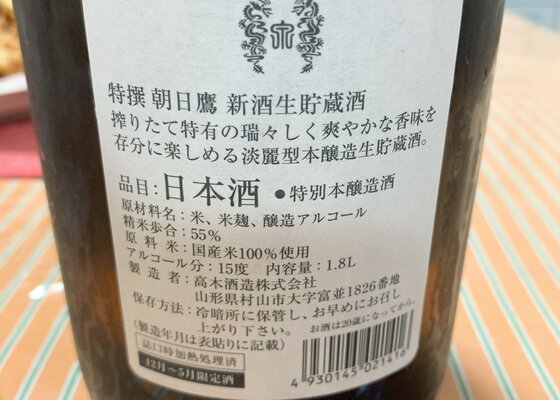 特撰 朝日鷹 新酒生貯蔵酒
搾りたて特有の瑞々しく爽やかな香味を
存分に楽しめる淡麗型本醸造生貯蔵酒。
品目：日本酒 ●特別本醸造酒
原材料名：米、米麹、醸造アルコール
精米歩合：55%
原料米：国産米100%使用
アルコール分：15度 内容量：1.8L
製造者：高木酒造株式会社
山形県村山市大字富並1826番地
保存方法：冷暗所に保管し、お早めにお召し
上がり下さい。
お酒は20歳になってから。
(製造年月は表貼りに記載)
詰口時加熱処理済
12月～5月限定酒
4 930145 021416